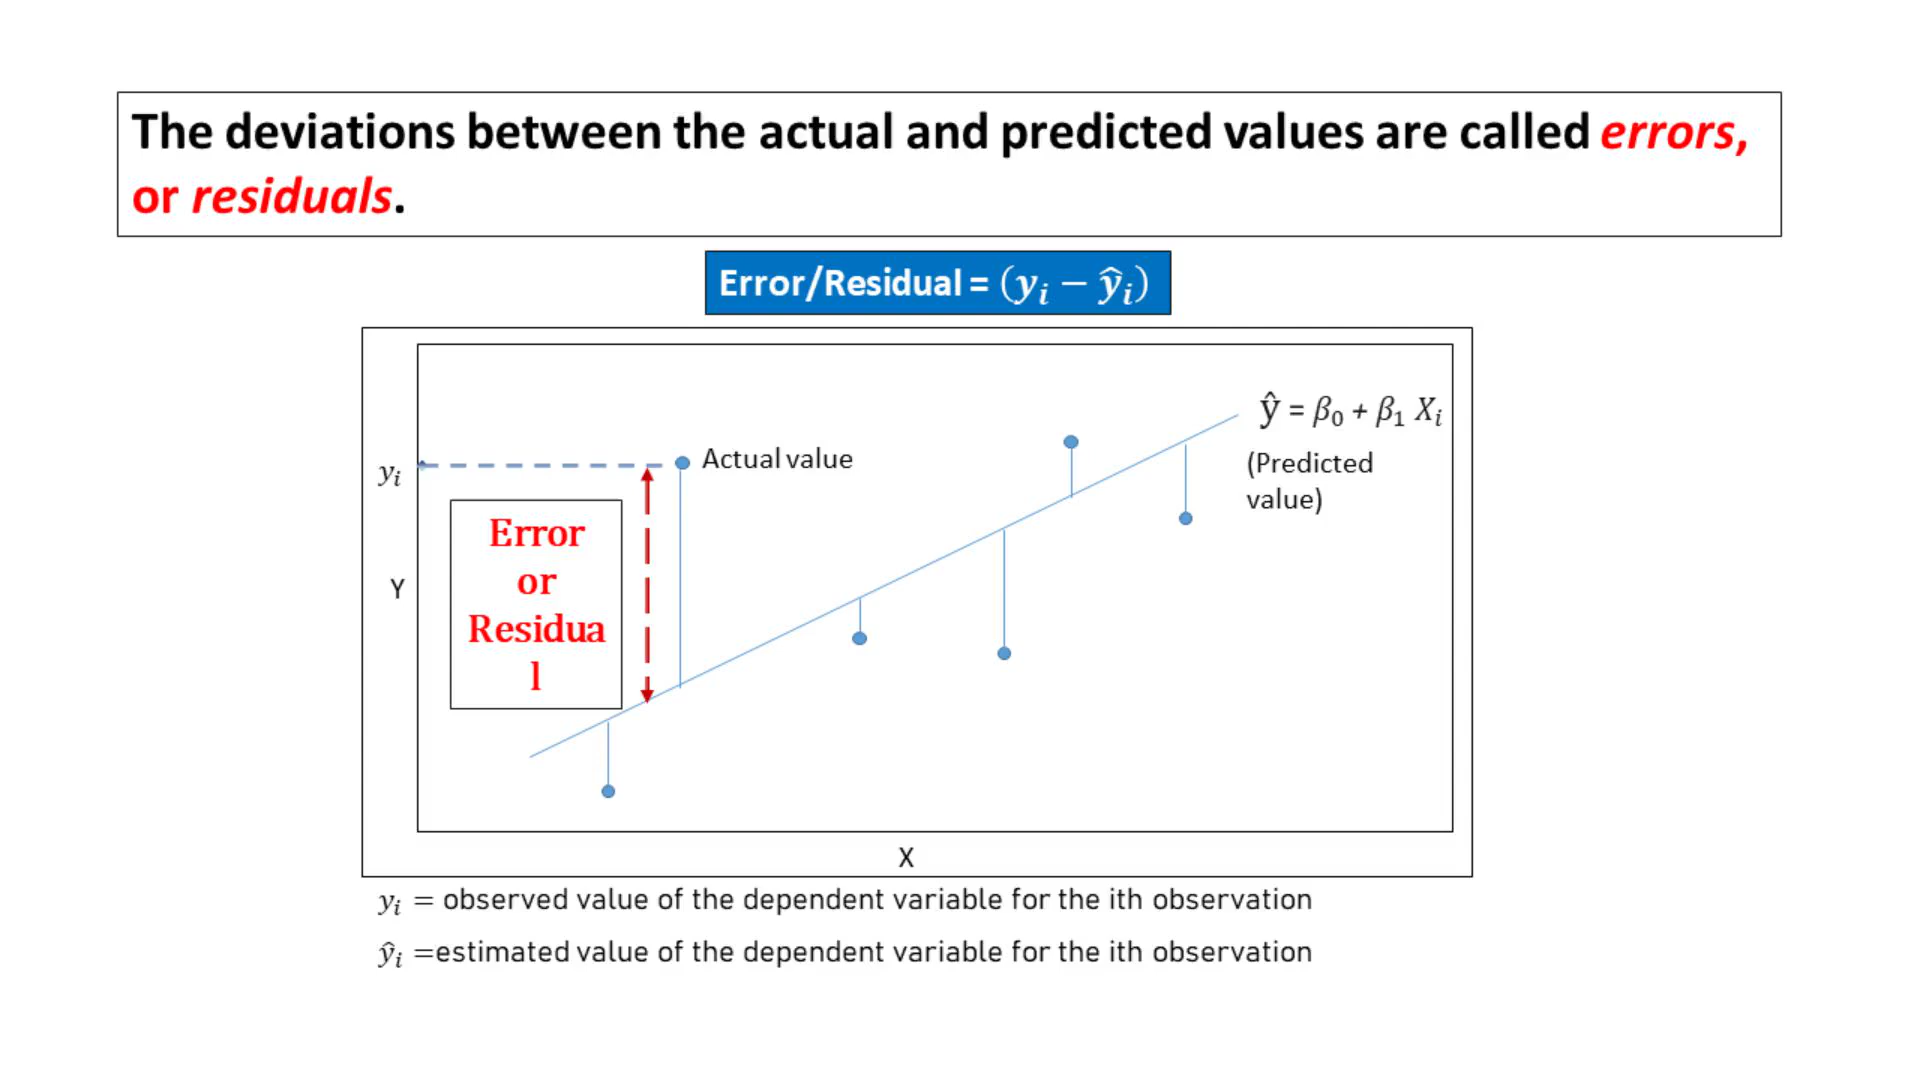 The deviations between the actual and predicted values are called errors,
or residuals.
Error/Residual = (yᵢ − ŷᵢ)
ŷ = β₀ + β₁ Xᵢ
(Predicted
value)
Actual value
yᵢ
Error
or
Residua
l
Y
X
yᵢ = observed value of the dependent variable for the ith observation
ŷᵢ =estimated value of the dependent variable for the ith observation